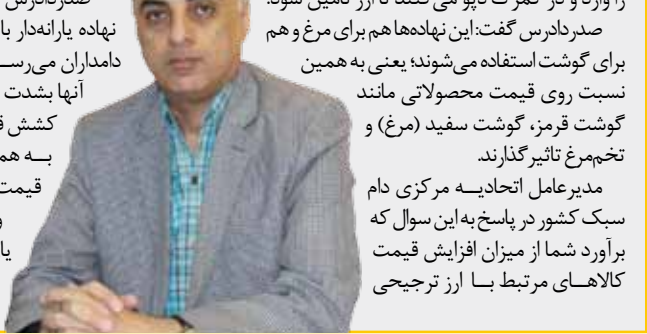 را وارد و در گمرک دپو می‌کنند تا ارز تامین شود.
صدردادرس گفت: این نهاده‌ها هم برای مرغ و هم
برای گوشت استفاده می‌شوند؛ یعنی به همین
نسبت روی قیمت محصولاتی مانند
گوشت قرمز، گوشت سفید (مرغ) و
تخم‌مرغ تاثیرگذارند.
مدیرعامل اتحادیه مرکزی دام
سبک کشور در پاسخ به این سوال که
برآورد شما از میزان افزایش قیمت
کالاهای مرتبط با ارز ترجیحی
صدردادرس
نهاده یارانه‌دار با
دامداران می‌رسـ
آنها بشدت
کشش ق
به هم
قیمت
و
یا